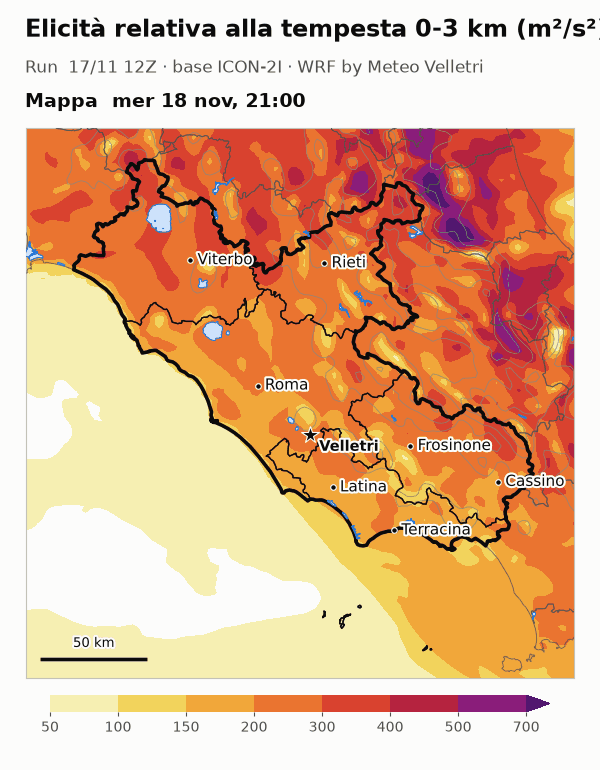 Elicità relativa alla tempesta 0-3 km (m²/s²)
Run  17/11 12Z · base ICON-2I · WRF by Meteo Velletri
Mappa  mer 18 nov, 21:00
Viterbo
Rieti
Roma
Velletri
Frosinone
Latina
Cassino
Terracina
50 km
50 100 150 200 300 400 500 700